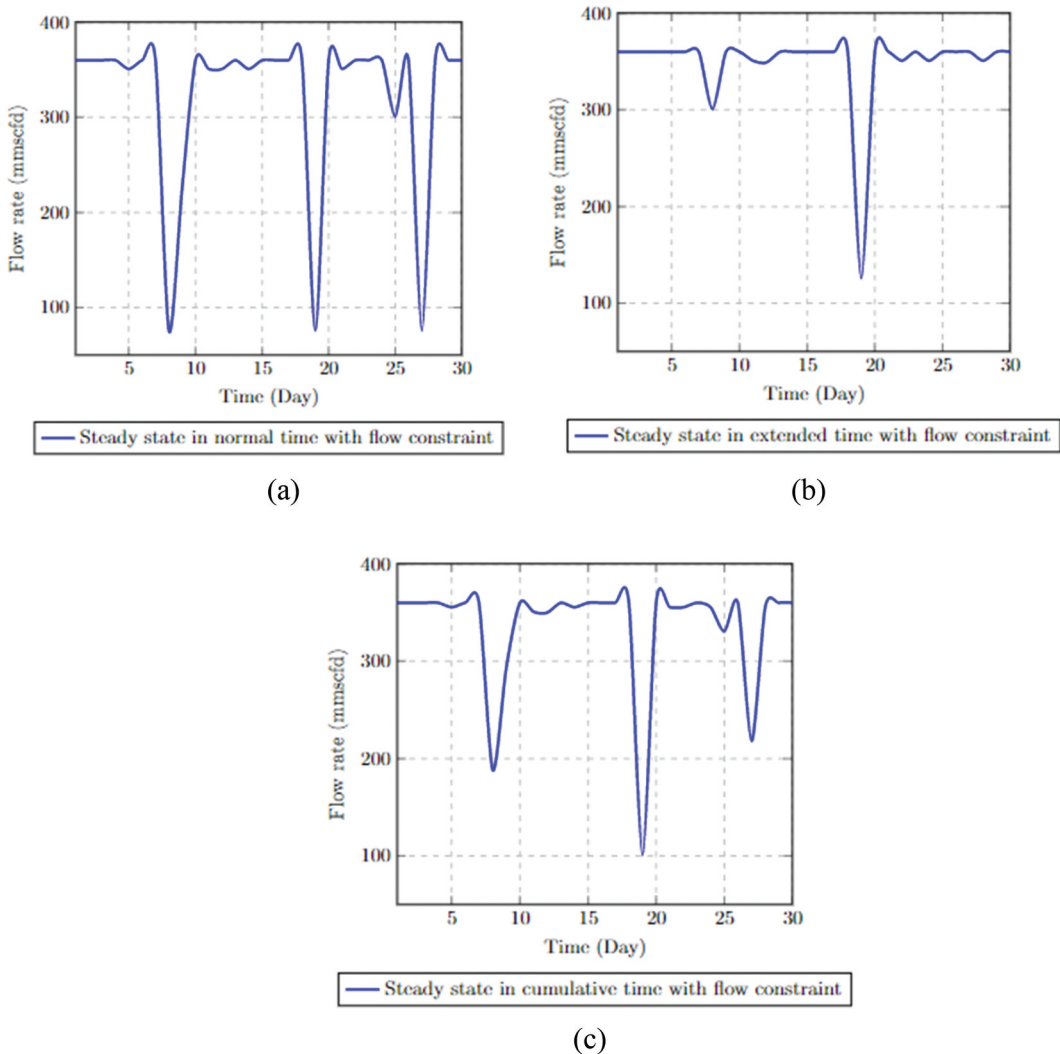 400
300
200
100
Flow rate (mmscfd)
5 10 15 20 25 30
Time (Day)
Steady state in normal time with flow constraint
(a)
400
300
200
100
Flow rate (mmscfd)
5 10 15 20 25 30
Time (Day)
Steady state in extended time with flow constraint
(b)
400
300
200
100
Flow rate (mmscfd)
5 10 15 20 25 30
Time (Day)
Steady state in cumulative time with flow constraint
(c)